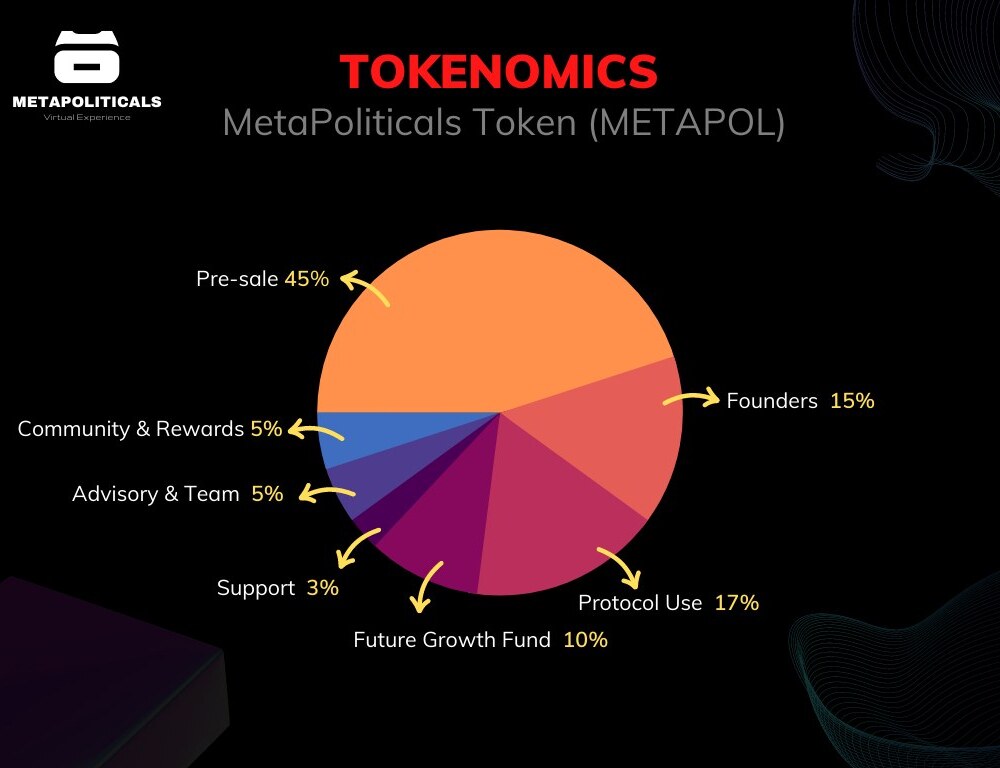 METAPOLITICALS
Virtual Experience
TOKENOMICS
MetaPoliticals Token (METAPOL)
Pre-sale 45%
Founders 15%
Community & Rewards 5%
Advisory & Team 5%
Support 3%
Protocol Use 17%
Future Growth Fund 10%